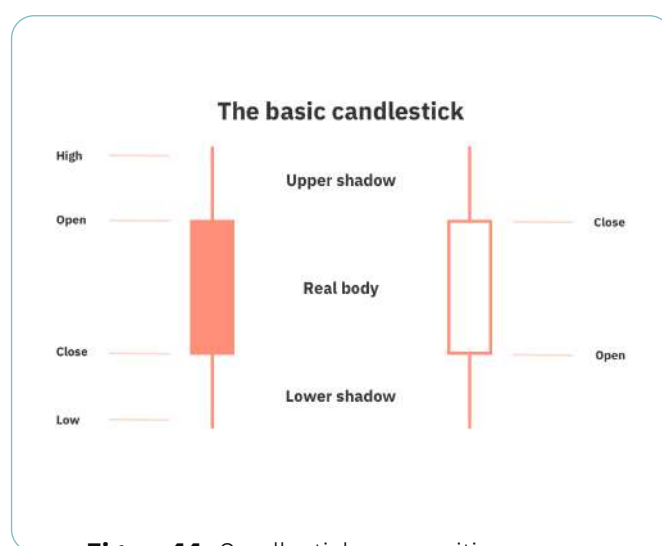 The basic candlestick
High
Upper shadow
Open
Close
Real body
Close
Open
Lower shadow
Low